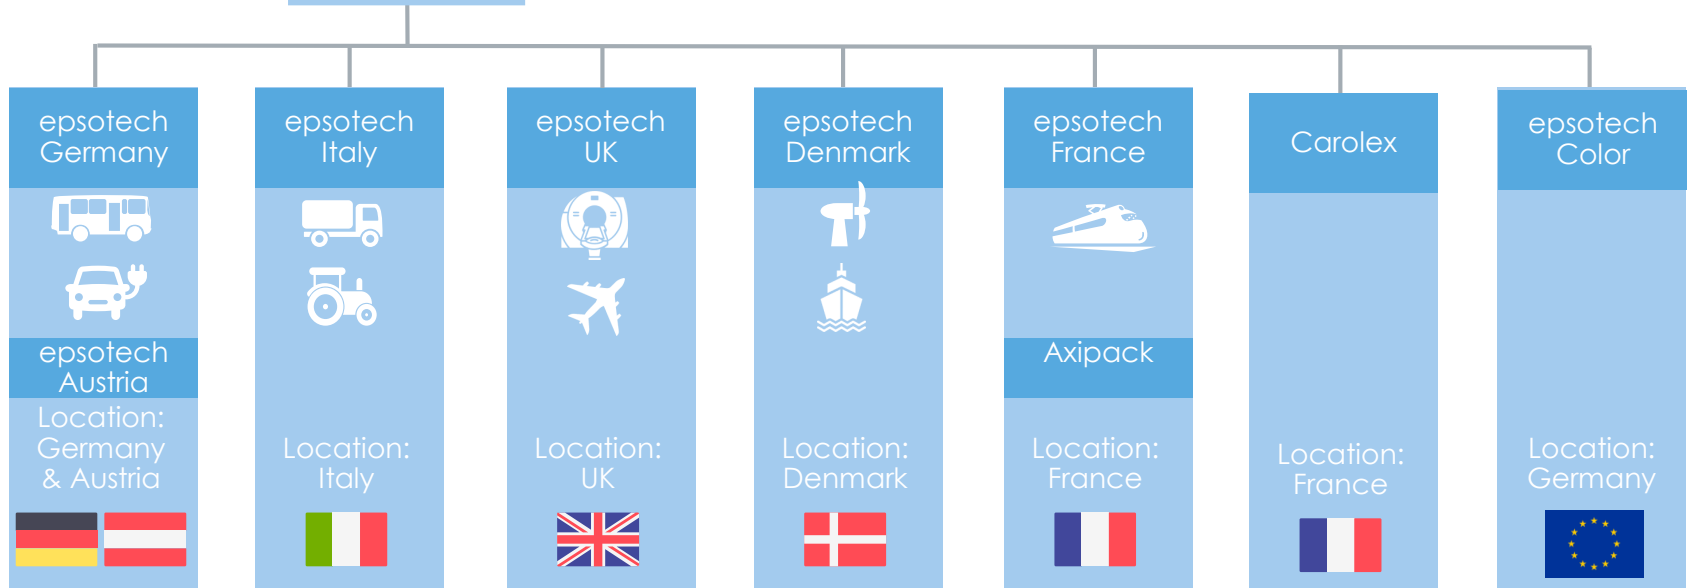 epsotech
Germany
epsotech
Austria
Location:
Germany
& Austria
epsotech
Italy
Location:
Italy
epsotech
UK
Location:
UK
epsotech
Denmark
Location:
Denmark
epsotech
France
Axipack
Location:
France
Carolex
Location:
France
epsotech
Color
Location:
Germany